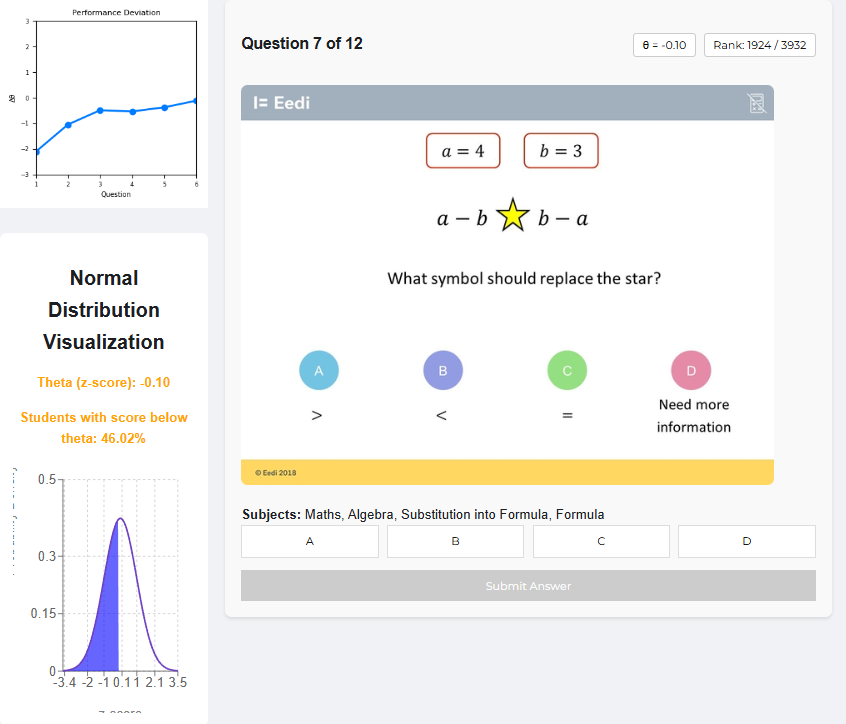 Performance Deviation
3
2
1
0
−1
−2
−3
Δθ
1 2 3 4 5 6
Question
Normal
Distribution
Visualization
Theta (z-score): -0.10
Students with score below
theta: 46.02%
0.5
0.3
0.15
0
-3.4 -2 -1 0.1 1 2.1 3.5
Question 7 of 12
θ = -0.10
Rank: 1924 / 3932
Eedi
a = 4
b = 3
a − b ★ b − a
What symbol should replace the star?
A B C D
> < = Need more
information
© Eedi 2018
Subjects: Maths, Algebra, Substitution into Formula, Formula
A B C D
Submit Answer